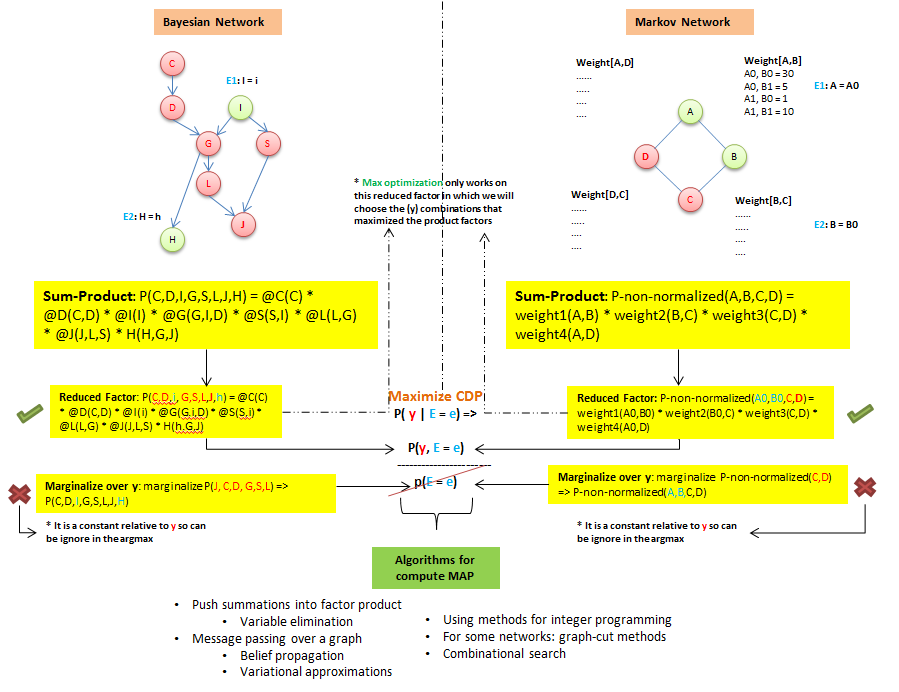 Bayesian Network
Markov Network
C
E1: I = i
D
I
G
S
L
E2: H = h
J
H
Weight[A,D]
......
.....
....
....
Weight[A,B]
A0, B0 = 30
A0, B1 = 5
A1, B0 = 1
A1, B1 = 10
E1: A = A0
A
D
B
C
Weight[D,C]
......
.....
....
....
Weight[B,C]
......
.....
....
....
E2: B = B0
* Max optimization only works on
this reduced factor in which we will
choose the (y) combinations that
maximized the product factors
Sum-Product: P(C,D,I,G,S,L,J,H) = @C(C) *
@D(C,D) * @I(I) * @G(G,I,D) * @S(S,I) * @L(L,G)
* @J(J,L,S) * H(H,G,J)
Sum-Product: P-non-normalized(A,B,C,D) =
weight1(A,B) * weight2(B,C) * weight3(C,D) *
weight4(A,D)
Reduced Factor: P(C,D,i, G,S,L,J,h) = @C(C)
* @D(C,D) * @I(i) * @G(G,i,D) * @S(S,i) *
@L(L,G) * @J(J,L,S) * H(h,G,J)
Maximize CDP
P( y | E = e) =>
Reduced Factor: P-non-normalized(A0,B0,C,D) =
weight1(A0,B0) * weight2(B0,C) * weight3(C,D) *
weight4(A0,D)
P(y, E = e)
--------------------
p(E = e)
Marginalize over y: marginalize P(J, C,D, G,S,L) =>
P(C,D,I,G,S,L,J,H)
Marginalize over y: marginalize P-non-normalized(C,D)
=> P-non-normalized(A,B,C,D)
* It is a constant relative to y so can
be ignore in the argmax
* It is a constant relative to y so can
be ignore in the argmax
Algorithms for
compute MAP
• Push summations into factor product
• Variable elimination
• Message passing over a graph
• Belief propagation
• Variational approximations
• Using methods for integer programming
• For some networks: graph-cut methods
• Combinational search